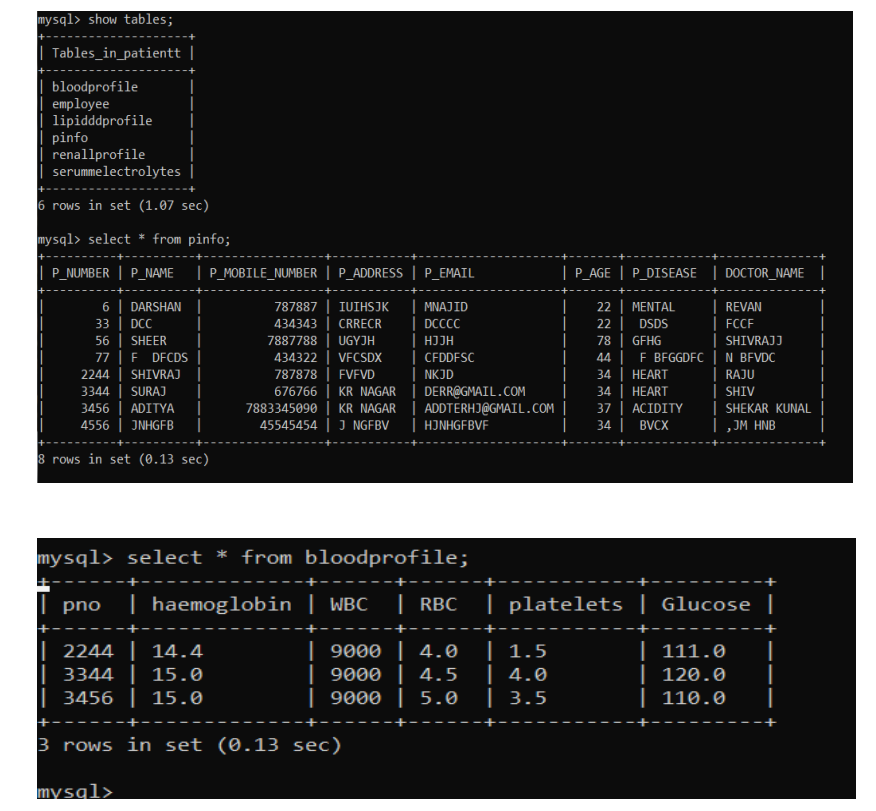 mysql> show tables;
+--------------------+
| Tables_in_patientt |
+--------------------+
| bloodprofile       |
| employee           |
| lipidddprofile     |
| pinfo              |
| renallprofile      |
| serummelectrolytes |
+--------------------+
6 rows in set (1.07 sec)
mysql> select * from pinfo;
+----------+----------+-----------------+-----------+--------------------+-------+-----------+--------------+
| P_NUMBER | P_NAME   | P_MOBILE_NUMBER | P_ADDRESS | P_EMAIL            | P_AGE | P_DISEASE | DOCTOR_NAME  |
+----------+----------+-----------------+-----------+--------------------+-------+-----------+--------------+
|        6 | DARSHAN  |          787887 | IUIHSJK   | MNAJID             |    22 | MENTAL    | REVAN        |
|       33 | DCC      |          434343 | CRRECR    | DCCCC              |    22 |  DSDS     | FCCF         |
|       56 | SHEER    |         7887788 | UGYJH     | HJJH               |    78 | GFHG      | SHIVRAJJ     |
|       77 | F  DFCDS |          434322 | VFCSDX    | CFDDFSC            |    44 |  F BFGGDFC | N BFVDC      |
|     2244 | SHIVRAJ  |          787878 | FVFVD     | NKJD               |    34 | HEART     | RAJU         |
|     3344 | SURAJ    |          676766 | KR NAGAR  | DERR@GMAIL.COM     |    34 | HEART     | SHIV         |
|     3456 | ADITYA   |      7883345090 | KR NAGAR  | ADDTERHJ@GMAIL.COM |    37 | ACIDITY   | SHEKAR KUNAL |
|     4556 | JNHGFB   |        45545454 | J NGFBV   | HJNHGFBVF          |    34 |  BVCX     | ,JM HNB      |
+----------+----------+-----------------+-----------+--------------------+-------+-----------+--------------+
8 rows in set (0.13 sec)
mysql> select * from bloodprofile;
+------+-------------+------+------+-----------+---------+
| pno  | haemoglobin | WBC  | RBC  | platelets | Glucose |
+------+-------------+------+------+-----------+---------+
| 2244 | 14.4        | 9000 | 4.0  | 1.5       | 111.0   |
| 3344 | 15.0        | 9000 | 4.5  | 4.0       | 120.0   |
| 3456 | 15.0        | 9000 | 5.0  | 3.5       | 110.0   |
+------+-------------+------+------+-----------+---------+
3 rows in set (0.13 sec)
mysql>